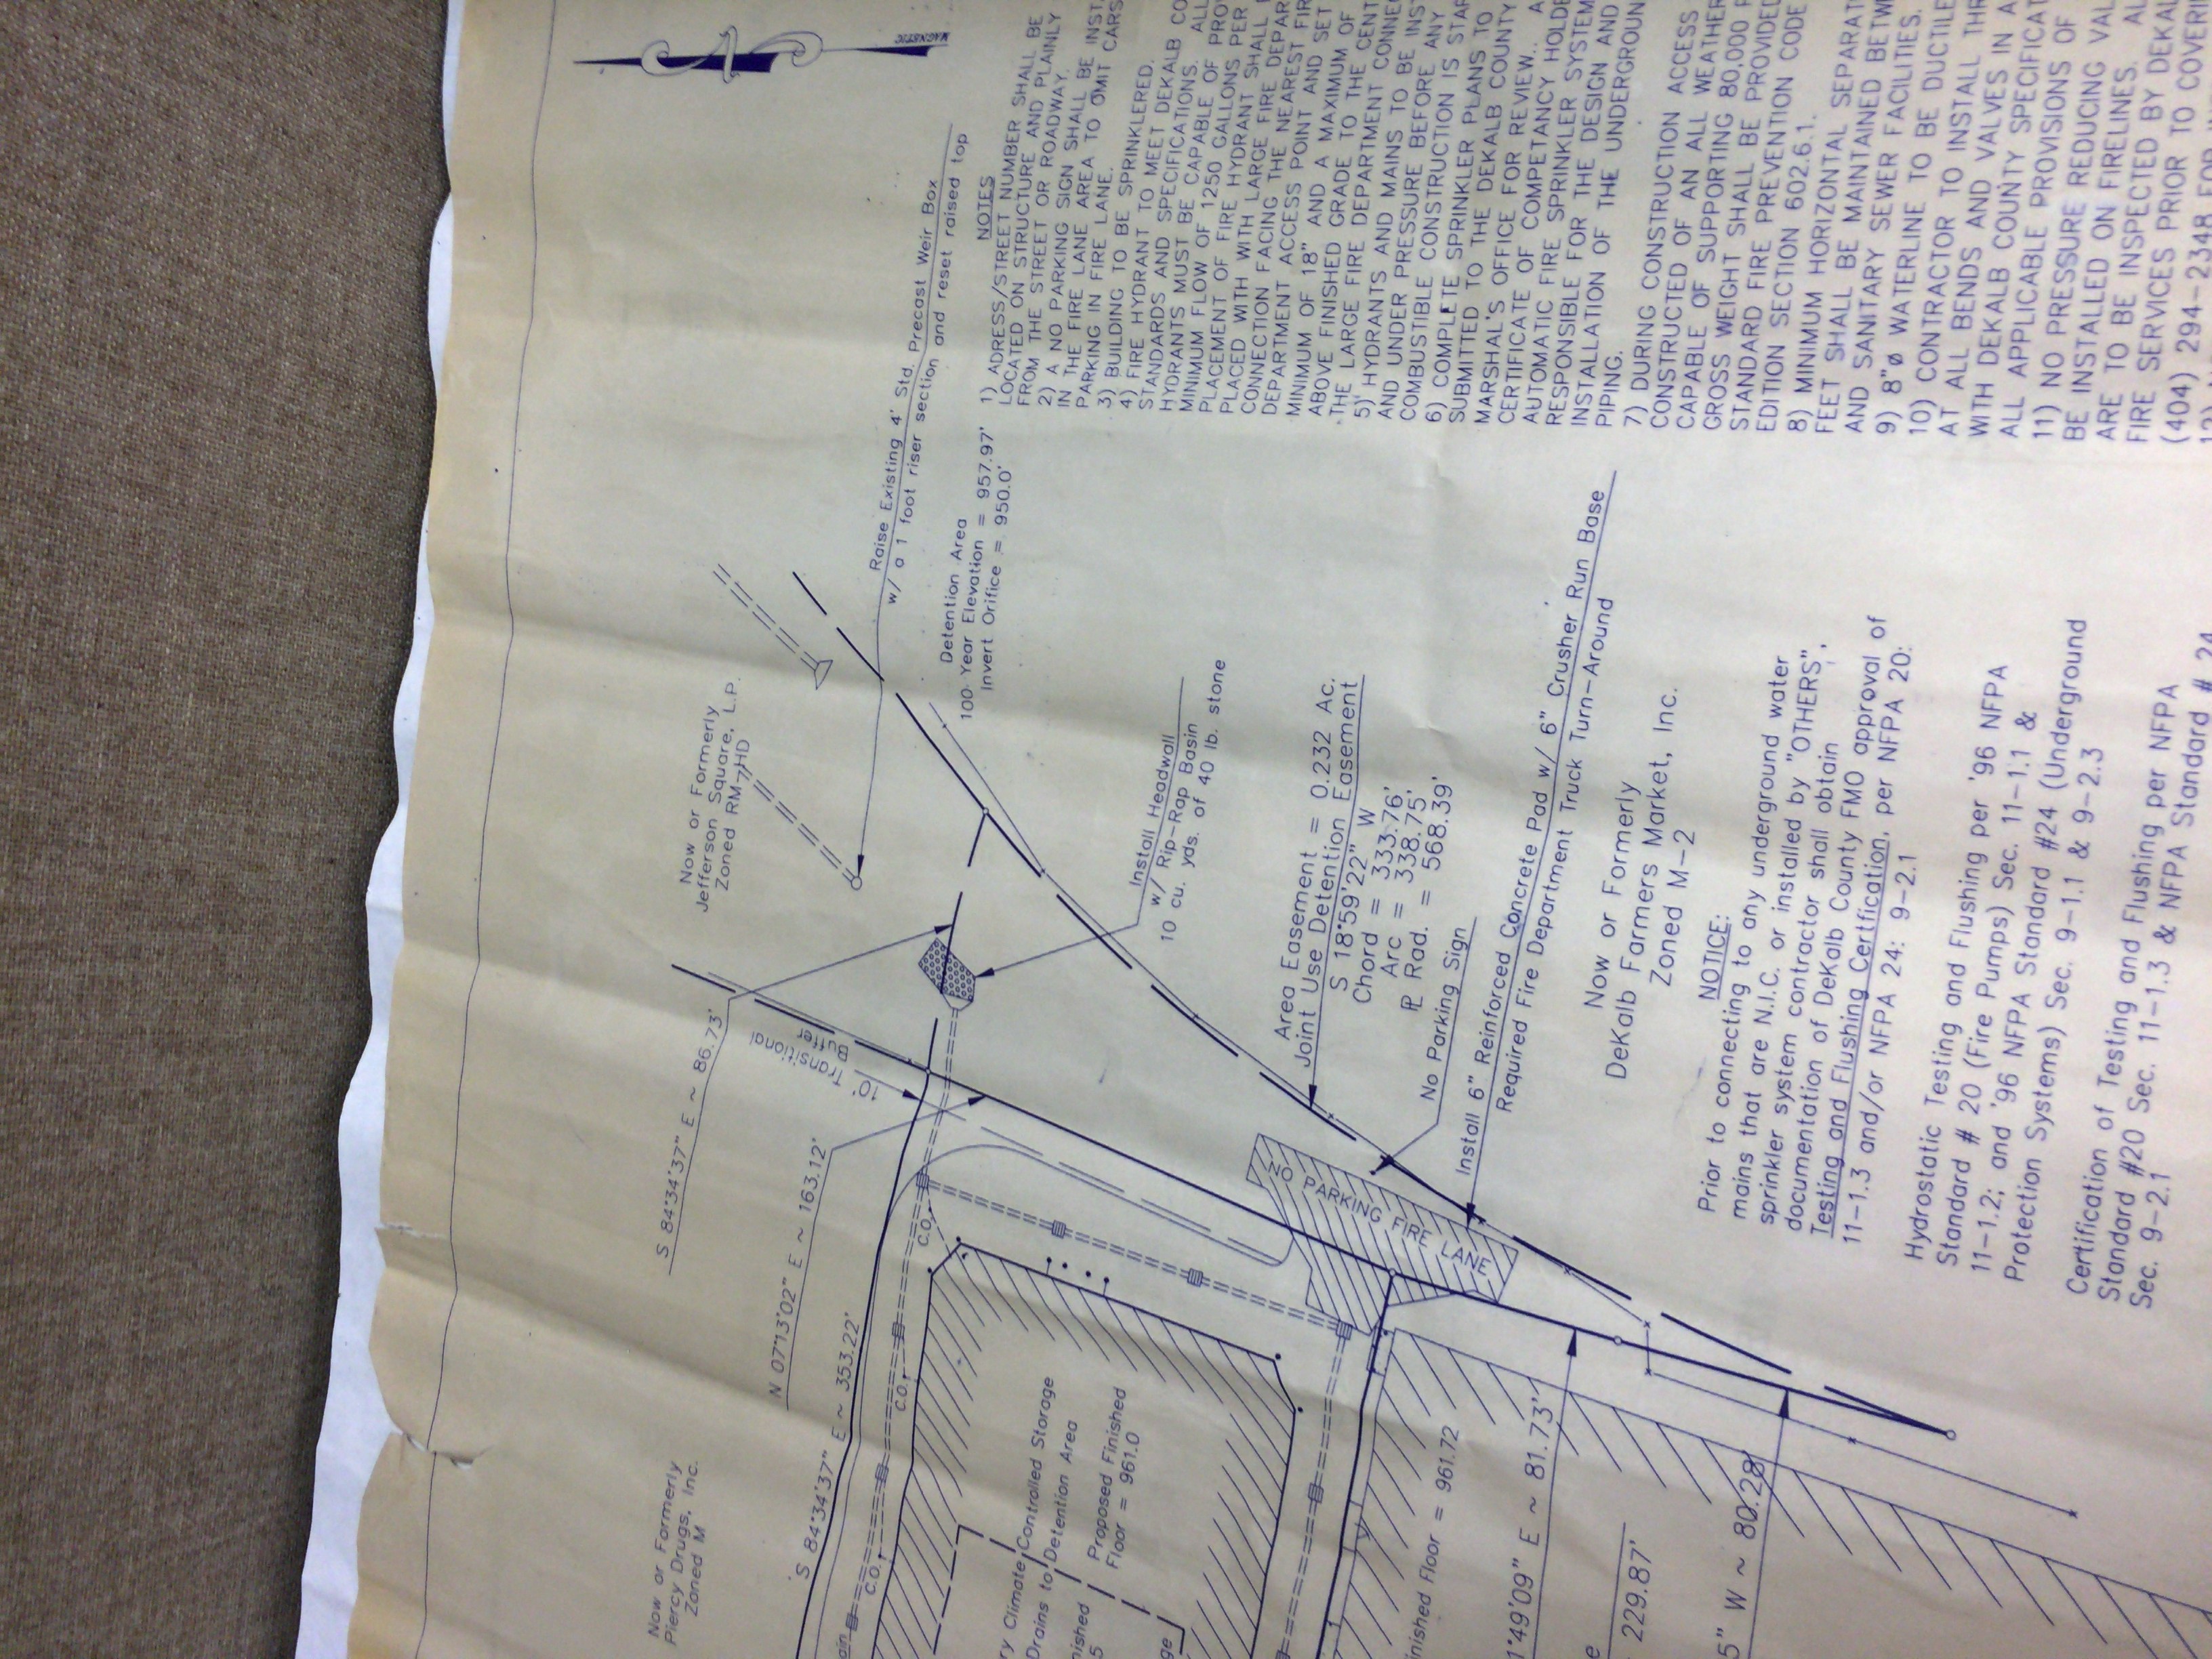 Now or Formerly
Piercy Drugs, Inc.
Zoned M
S 84°34'37" E ~ 86.73'
N 07°13'02" E ~ 163.12'
S 84°34'37" E ~ 353.22'
10' Transitional
Buffer
Now or Formerly
Jefferson Square, L.P.
Zoned RM-HD
MAGNETIC
C.O.
C.O.
C.O.
Raise Existing 4' Std. Precast Weir Box
w/ a 1 foot riser section and reset raised top
Detention Area
100 Year Elevation = 957.97'
Invert Orifice = 950.0'
Climate Controlled Storage
Drains to Detention Area
Proposed Finished
Floor = 961.0
Install Headwall
w/ Rip-Rap Basin
10 cu. yds. of 40 lb. stone
NO PARKING FIRE LANE
Area Easement = 0.232 Ac.
Joint Use Detention Easement
S 18°59'22" W
Chord = 333.76'
Arc = 338.75'
℄ Rad. = 568.39'
No Parking Sign
Floor = 961.72
Install 6" Reinforced Concrete Pad w/ 6" Crusher Run Base
Required Fire Department Truck Turn-Around
1°49'09" E ~ 81.73'
229.87'
5" W ~ 80.28'
Now or Formerly
DeKalb Farmers Market, Inc.
Zoned M-2
NOTICE:
Prior to connecting to any underground water
mains that are N.I.C. or installed by "OTHERS",
sprinkler system contractor shall obtain
documentation of DeKalb County FMO approval of
Testing and Flushing Certfication, per NFPA 20:
11-1.3 and/or NFPA 24: 9-2.1
Hydrostatic Testing and Flushing per '96 NFPA
Standard # 20 (Fire Pumps) Sec. 11-1.1 &
11-1.2; and '96 NFPA Standard #24 (Underground
Protection Systems) Sec. 9-1.1 & 9-2.3
Certification of Testing and Flushing per NFPA
Standard #20 Sec. 11-1.3 & NFPA Standard # 24
Sec. 9-2.1
NOTES
1) ADRESS/STREET NUMBER SHALL BE
LOCATED ON STRUCTURE AND PLAINLY
FROM THE STREET OR ROADWAY.
2) A NO PARKING SIGN SHALL BE INST
IN THE FIRE LANE AREA TO OMIT CARS
PARKING IN FIRE LANE.
3) BUILDING TO BE SPRINKLERED.
4) FIRE HYDRANT TO MEET DEKALB CO
STANDARDS AND SPECIFICATIONS. ALL
HYDRANTS MUST BE CAPABLE OF PRO
MINIMUM FLOW OF 1250 GALLONS PER
PLACEMENT OF FIRE HYDRANT SHALL
PLACED WITH WITH LARGE FIRE DEPAR
CONNECTION FACING THE NEAREST FIR
DEPARTMENT ACCESS POINT AND SET
MINIMUM OF 18" AND A MAXIMUM OF
ABOVE FINISHED GRADE TO THE CENT
THE LARGE FIRE DEPARTMENT CONNE
5) HYDRANTS AND MAINS TO BE INS
AND UNDER PRESSURE BEFORE ANY
COMBUSTIBLE CONSTRUCTION IS STAR
6) COMPLETE SPRINKLER PLANS TO
SUBMITTED TO THE DEKALB COUNTY
MARSHAL'S OFFICE FOR REVIEW.. A
CERTIFICATE OF COMPETANCY HOLDE
AUTOMATIC FIRE SPRINKLER SYSTEM
RESPONSIBLE FOR THE DESIGN AND
INSTALLATION OF THE UNDERGROUN
PIPING.
7) DURING CONSTRUCTION ACCESS
CONSTRUCTED OF AN ALL WEATHER
CAPABLE OF SUPPORTING 80,000
GROSS WEIGHT SHALL BE PROVIDED
STANDARD FIRE PREVENTION CODE
EDITION SECTION 602.6.1.
8) MINIMUM HORIZONTAL SEPARAT
FEET SHALL BE MAINTAINED BETW
AND SANITARY SEWER FACILITIES.
9) 8"ø WATERLINE TO BE DUCTILE
10) CONTRACTOR TO INSTALL THR
AT ALL BENDS AND VALVES IN A
WITH DEKALB COUNTY SPECIFICAT
ALL APPLICABLE PROVISIONS OF
11) NO PRESSURE REDUCING VAL
BE INSTALLED ON FIRELINES. AL
ARE TO BE INSPECTED BY DEKAL
FIRE SERVICES PRIOR TO COVERI
(404) 294-2348 FOR